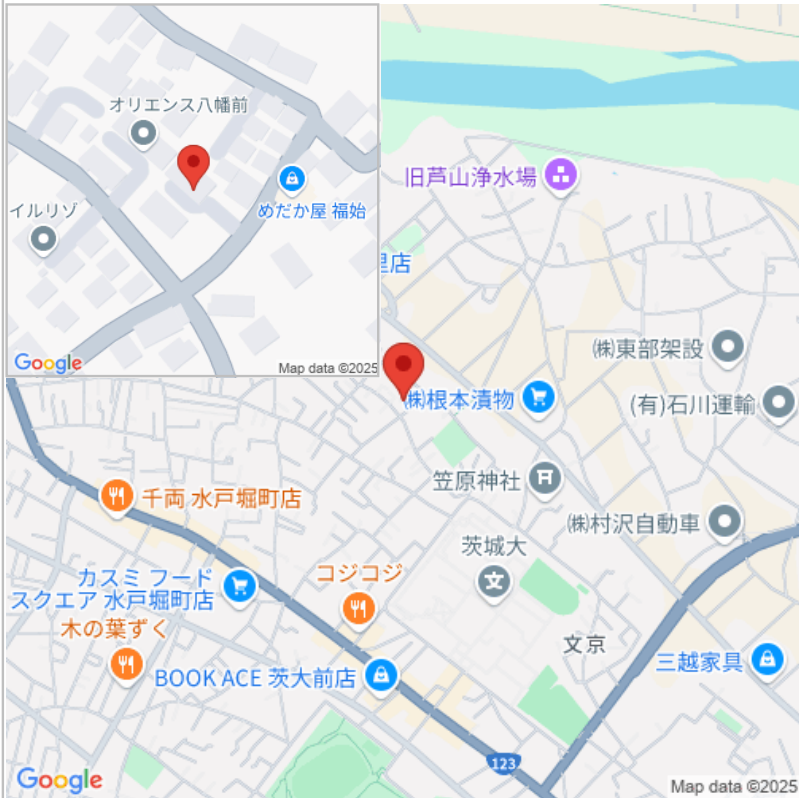 オリエンス八幡前
めだか屋 福始
イルリゾ
Google
Map data ©2025
旧芦山浄水場
里店
㈱東部架設
㈱根本漬物
(有)石川運輸
笠原神社
千両 水戸堀町店
㈱村沢自動車
茨城大
コジコジ
カスミ フード
スクエア 水戸堀町店
木の葉ずく
文京
三越家具
BOOK ACE 茨大前店
123
Google
Map data ©2025